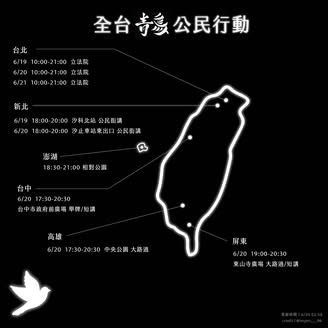 全台青鳥公民行動
台北
6/19 10:00-21:00 立法院
6/20 10:00-21:00 立法院
6/21 10:00-21:00 立法院
新北
6/19 18:00-20:00 汐科北站 公民街講
6/20 18:00-20:00 汐止車站東出口 公民街講
澎湖
18:30-21:00 相對公園
台中
6/20 17:30-20:30
台中市政府前廣場 舉牌/短講
高雄
6/20 17:30-20:30 中央公園 大路過
屏東
6/20 19:00-20:30
東山寺廣場 大路過/短講